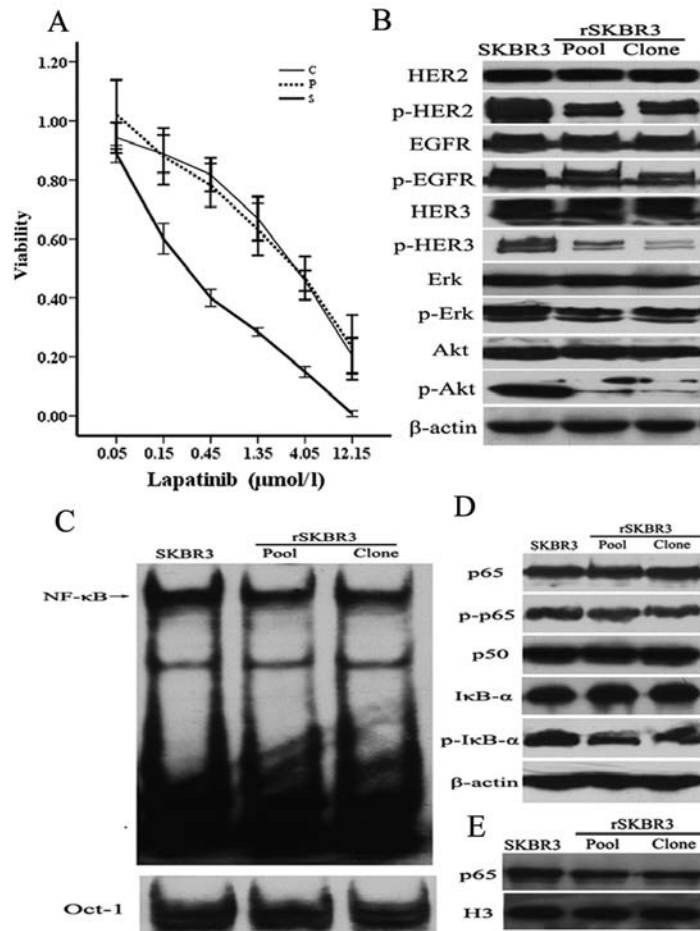 A
1.20
1.00
0.80
0.60
0.40
0.20
0.00
Viability
C
P
S
0.05 0.15 0.45 1.35 4.05 12.15
Lapatinib (μmol/l)
B
rSKBR3
SKBR3 Pool Clone
HER2
p-HER2
EGFR
p-EGFR
HER3
p-HER3
Erk
p-Erk
Akt
p-Akt
β-actin
C
rSKBR3
SKBR3 Pool Clone
NF-κB
Oct-1
D
rSKBR3
SKBR3 Pool Clone
p65
p-p65
p50
IκB-α
p-IκB-α
β-actin
E
rSKBR3
SKBR3 Pool Clone
p65
H3